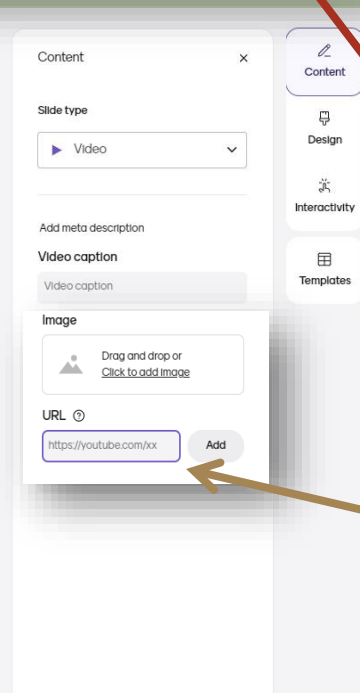 Content
Slide type
Video
Add meta description
Video caption
Video caption
Image
Drag and drop or
Click to add image
URL
https://youtube.com/xx
Add
Content
Design
Interactivity
Templates